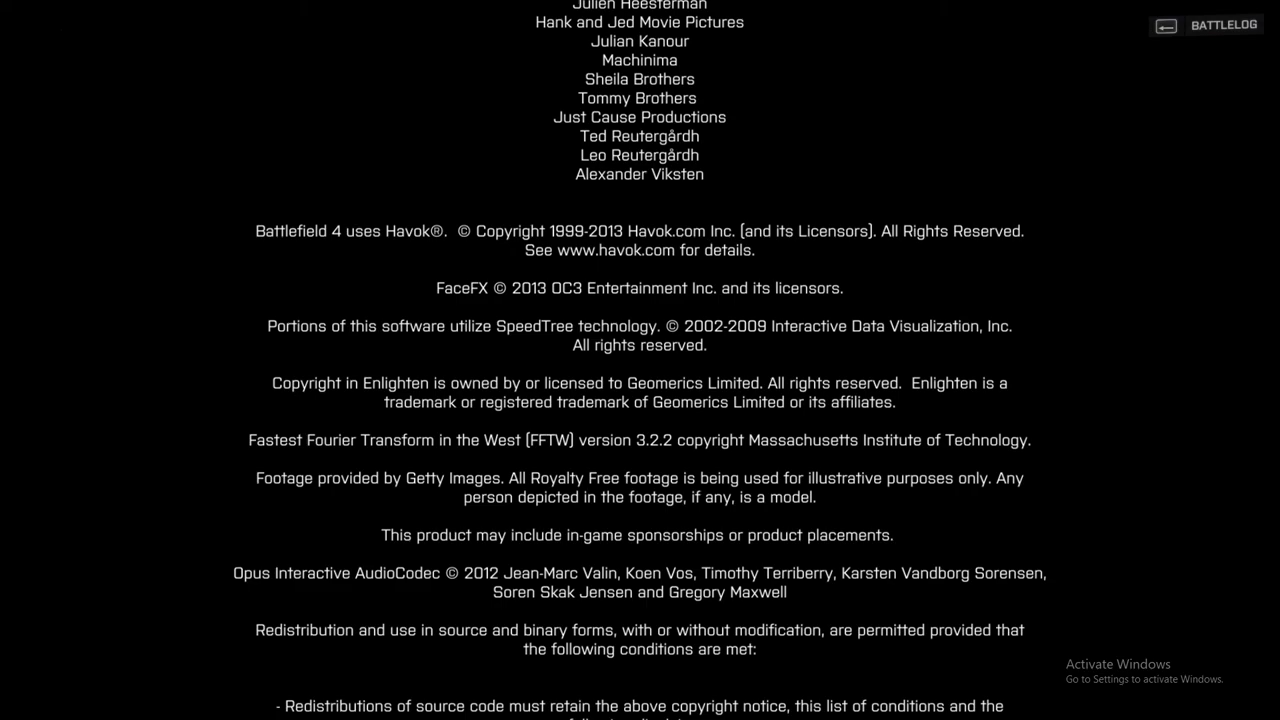 Julien Heesterman
Hank and Jed Movie Pictures
BATTLELOG
Julian Kanour
Machinima
Sheila Brothers
Tommy Brothers
Just Cause Productions
Ted Reutergårdh
Leo Reutergårdh
Alexander Viksten
Battlefield 4 uses Havok®.  © Copyright 1999-2013 Havok.com Inc. (and its Licensors). All Rights Reserved.
See www.havok.com for details.
FaceFX © 2013 OC3 Entertainment Inc. and its licensors.
Portions of this software utilize SpeedTree technology. © 2002-2009 Interactive Data Visualization, Inc.
All rights reserved.
Copyright in Enlighten is owned by or licensed to Geomerics Limited. All rights reserved.  Enlighten is a
trademark or registered trademark of Geomerics Limited or its affiliates.
Fastest Fourier Transform in the West (FFTW) version 3.2.2 copyright Massachusetts Institute of Technology.
Footage provided by Getty Images. All Royalty Free footage is being used for illustrative purposes only. Any
person depicted in the footage, if any, is a model.
This product may include in-game sponsorships or product placements.
Opus Interactive AudioCodec © 2012 Jean-Marc Valin, Koen Vos, Timothy Terriberry, Karsten Vandborg Sorensen,
Soren Skak Jensen and Gregory Maxwell
Redistribution and use in source and binary forms, with or without modification, are permitted provided that
the following conditions are met:
Activate Windows
Go to Settings to activate Windows.
- Redistributions of source code must retain the above copyright notice, this list of conditions and the